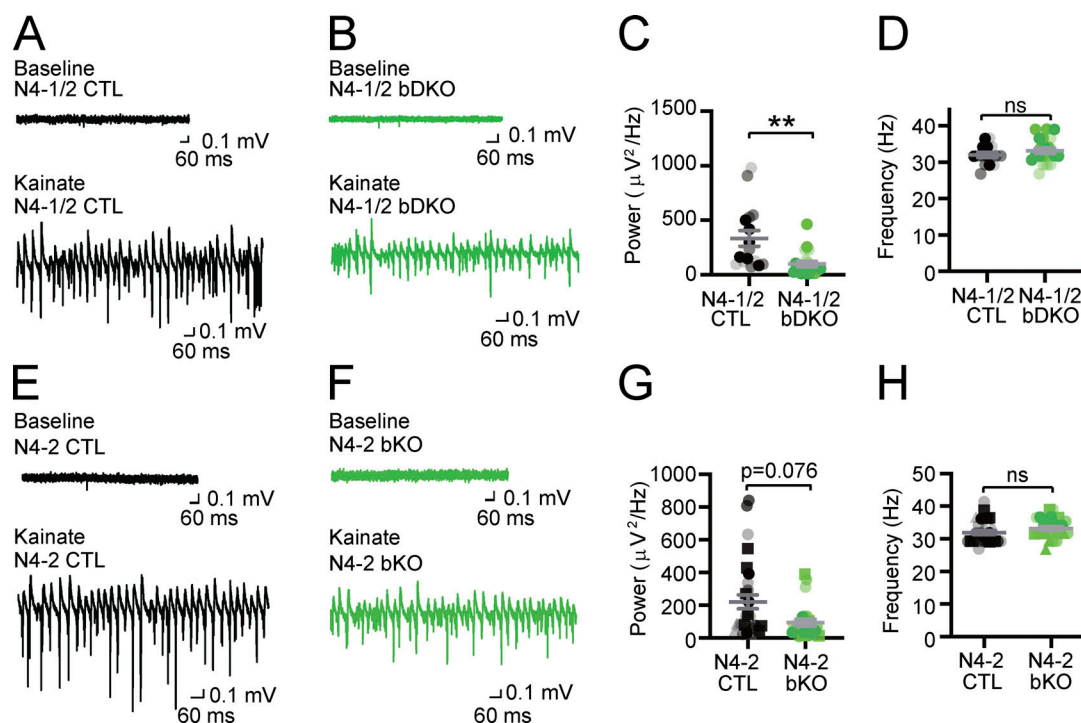 A
Baseline
N4-1/2 CTL
0.1 mV
60 ms
Kainate
N4-1/2 CTL
0.1 mV
60 ms
B
Baseline
N4-1/2 bDKO
0.1 mV
60 ms
Kainate
N4-1/2 bDKO
0.1 mV
60 ms
C
Power ( μV²/Hz)
1500
1000
500
0
**
N4-1/2
CTL
N4-1/2
bDKO
D
Frequency (Hz)
40
30
20
10
0
ns
N4-1/2
CTL
N4-1/2
bDKO
E
Baseline
N4-2 CTL
0.1 mV
60 ms
Kainate
N4-2 CTL
0.1 mV
60 ms
F
Baseline
N4-2 bKO
0.1 mV
60 ms
Kainate
N4-2 bKO
0.1 mV
60 ms
G
Power ( μV²/Hz)
1000
800
600
400
200
0
p=0.076
N4-2
CTL
N4-2
bKO
H
Frequency (Hz)
50
40
30
20
10
0
ns
N4-2
CTL
N4-2
bKO